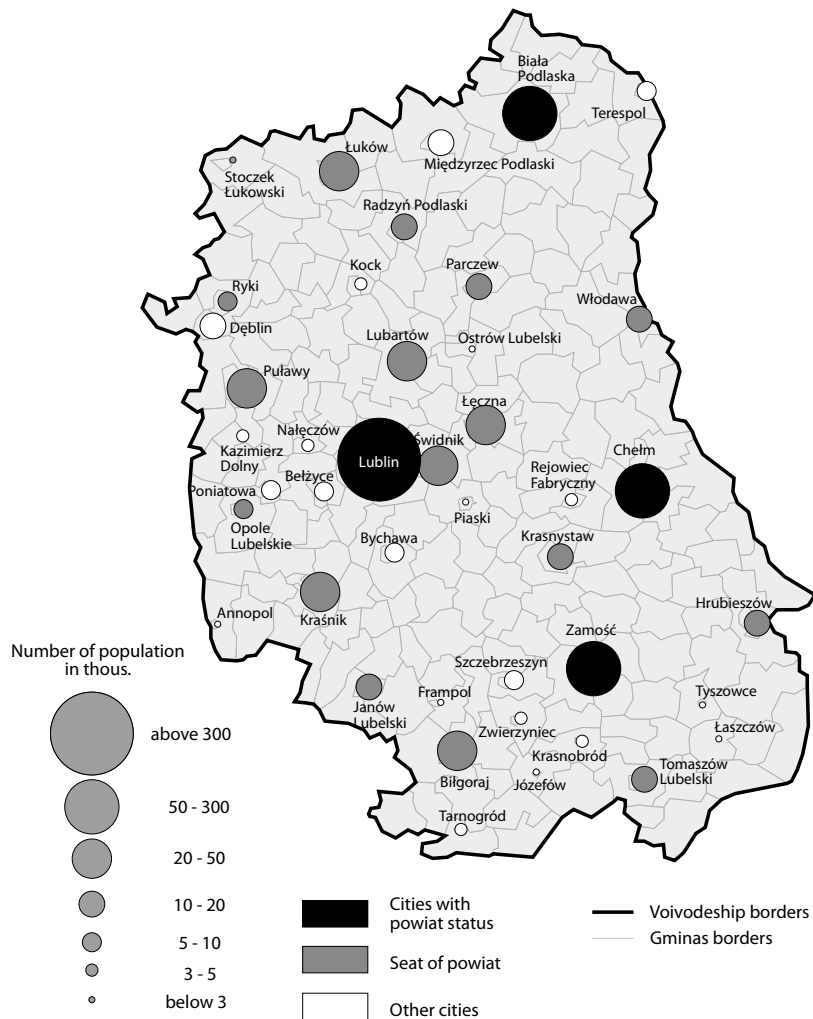 Biała
Podlaska
Terespol
Łuków
Międzyrzec Podlaski
Stoczek
Łukowski
Radzyń Podlaski
Kock
Parczew
Ryki
Włodawa
Dęblin
Lubartów
Ostrów Lubelski
Puławy
Łęczna
Nałęczów
Świdnik
Chełm
Kazimierz
Dolny
Lublin
Rejowiec
Fabryczny
Bełżyce
Poniatowa
Piaski
Opole
Lubelskie
Bychawa
Krasnystaw
Annopol
Kraśnik
Hrubieszów
Zamość
Szczebrzeszyn
Frampol
Tyszowce
Janów
Lubelski
Zwierzyniec
Łaszczów
Krasnobród
Tomaszów
Lubelski
Biłgoraj
Józefów
Tarnogród
Number of population
in thous.
above 300
50 - 300
20 - 50
10 - 20
5 - 10
3 - 5
below 3
Cities with
powiat status
Seat of powiat
Other cities
Voivodeship borders
Gminas borders